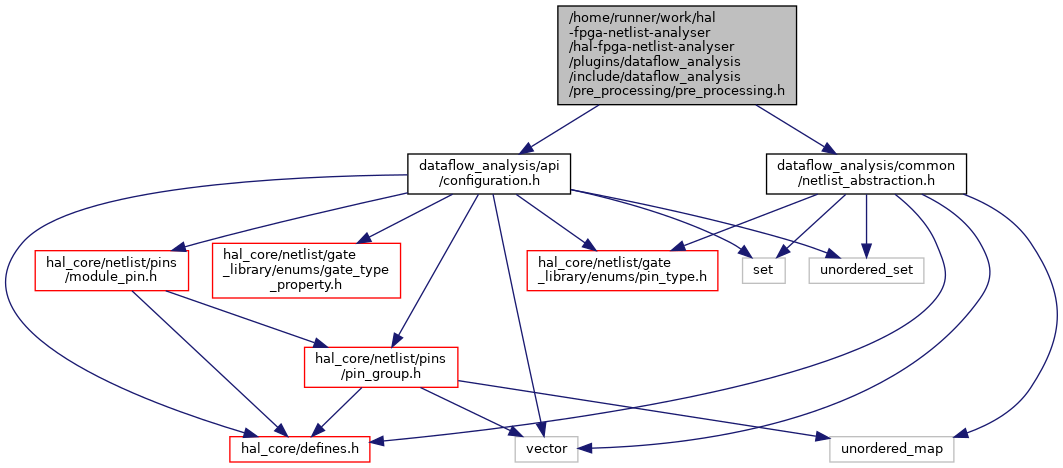 /home/runner/work/hal
-fpga-netlist-analyser
/hal-fpga-netlist-analyser
/plugins/dataflow_analysis
/include/dataflow_analysis
/pre_processing/pre_processing.h
dataflow_analysis/api
/configuration.h
dataflow_analysis/common
/netlist_abstraction.h
hal_core/netlist/pins
/module_pin.h
hal_core/netlist/gate
_library/enums/gate_type
_property.h
hal_core/netlist/gate
_library/enums/pin_type.h
set
unordered_set
hal_core/netlist/pins
/pin_group.h
hal_core/defines.h
vector
unordered_map